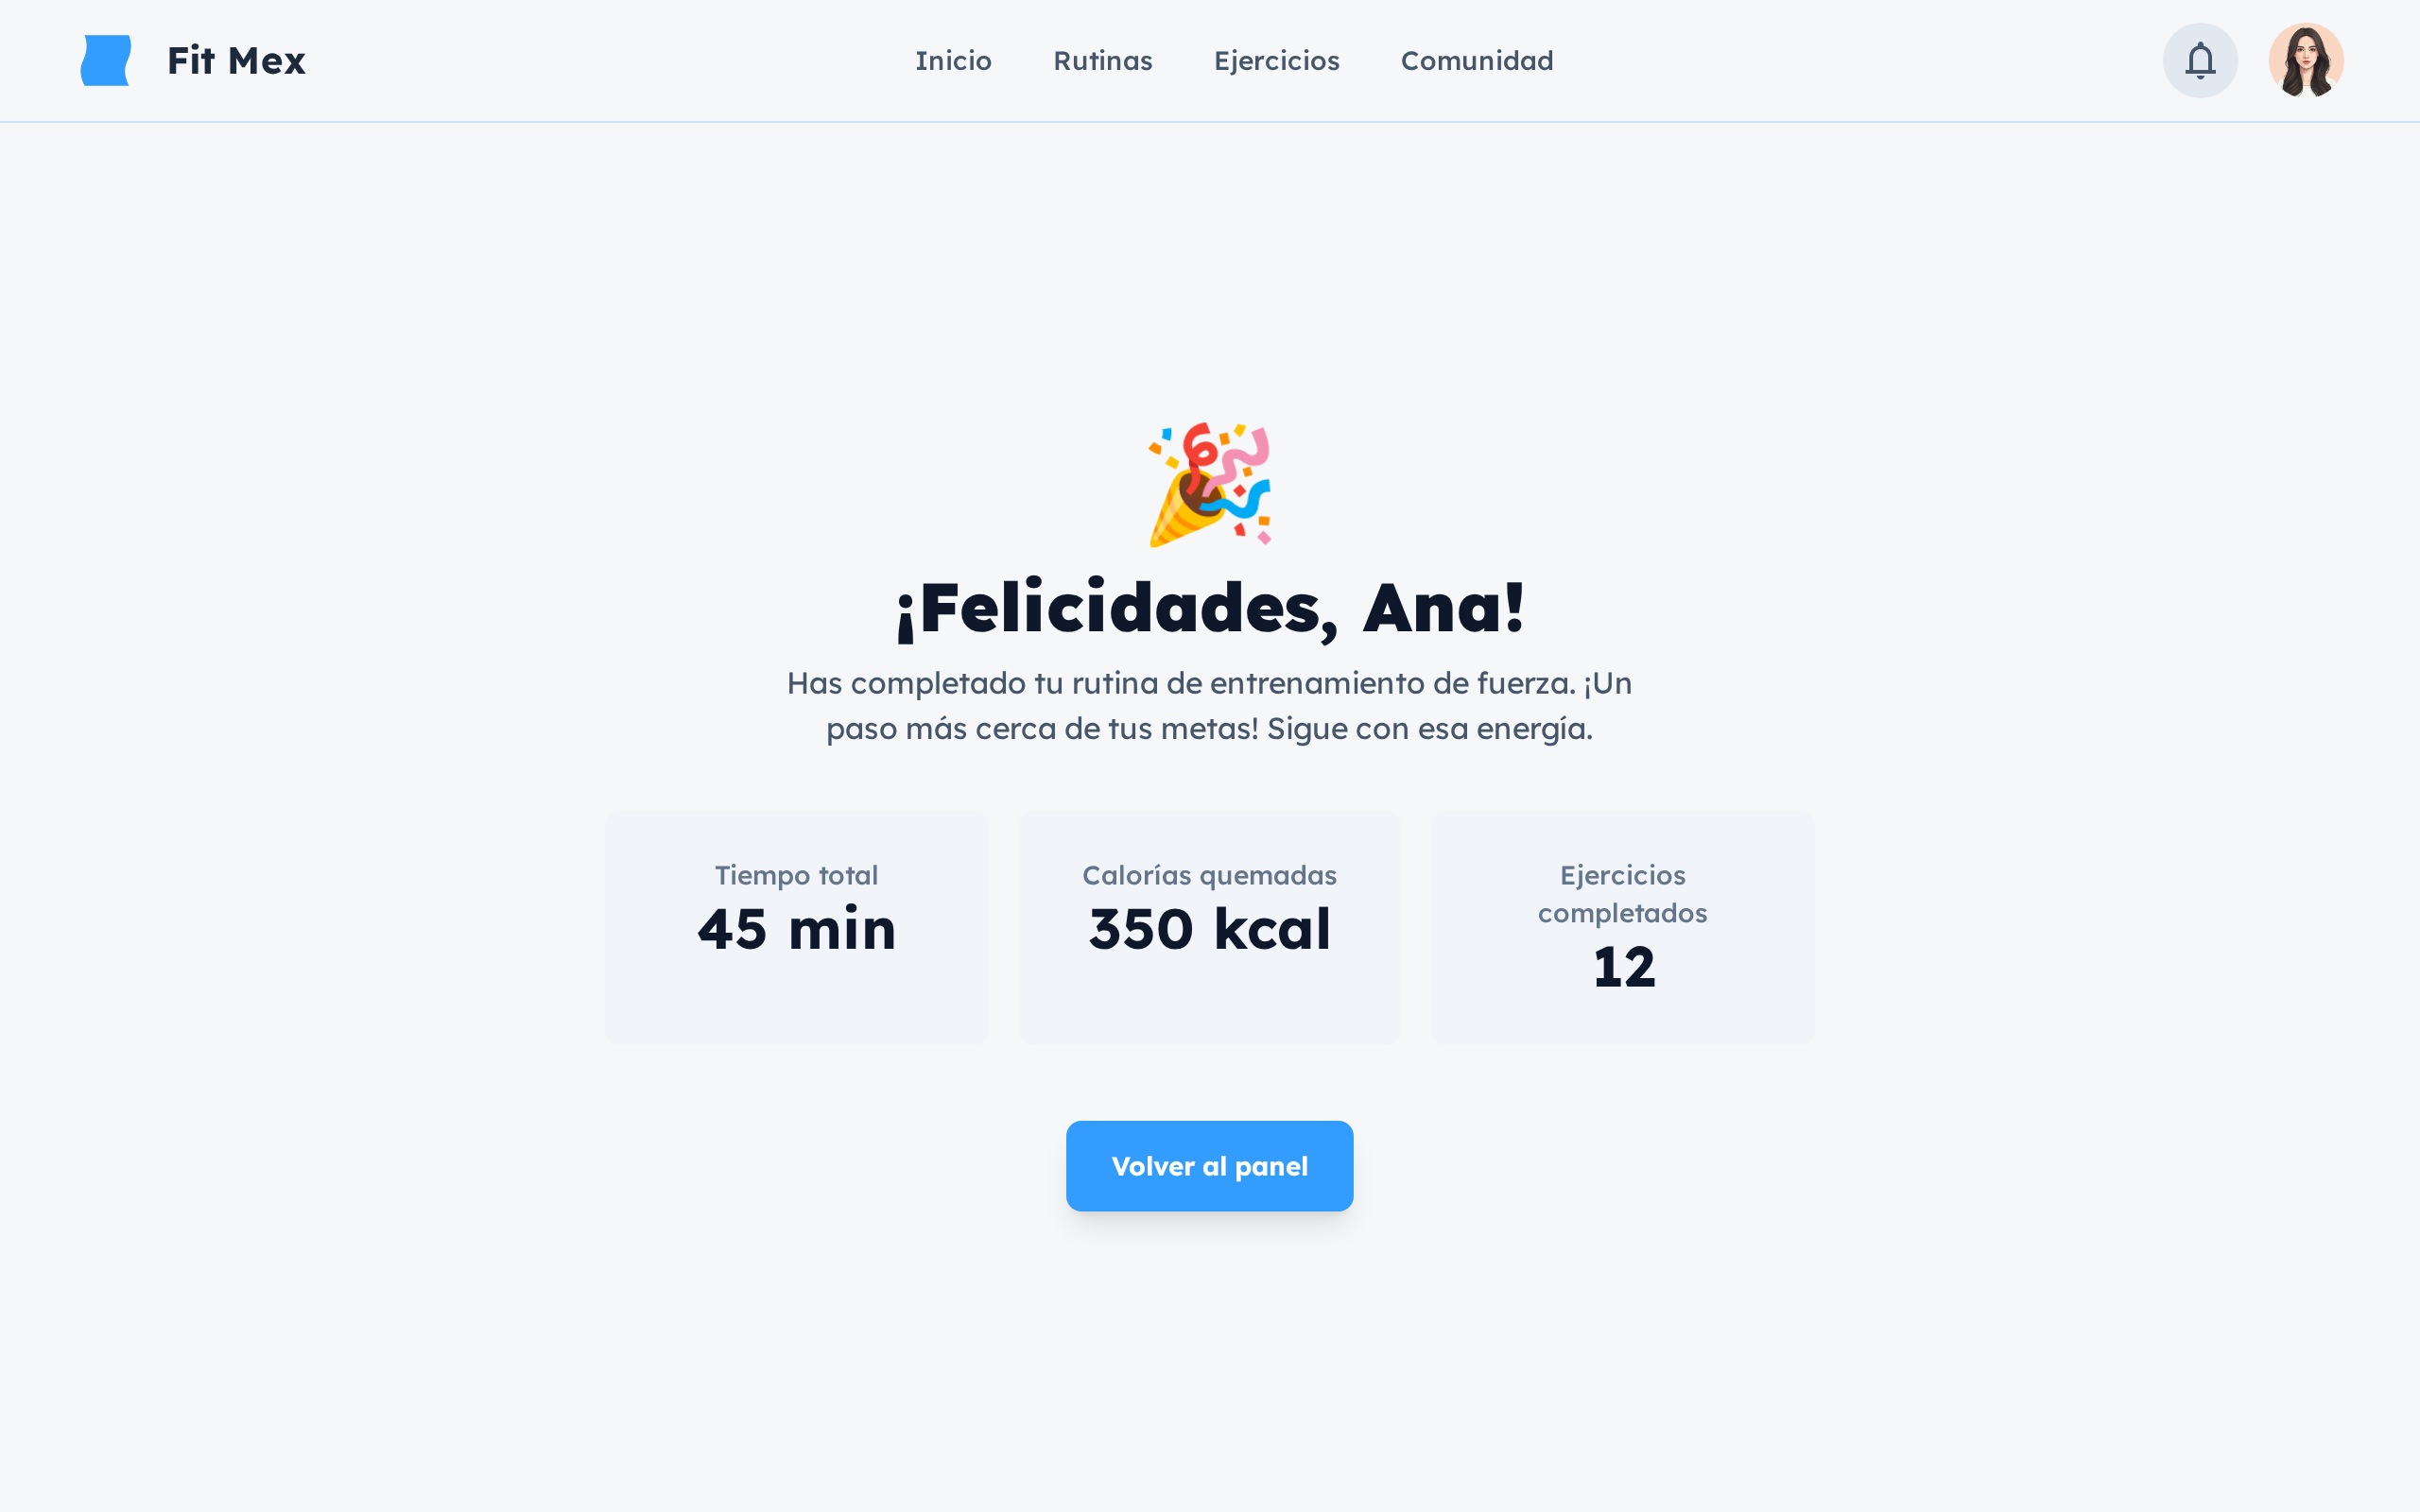 Fit Mex
Inicio
Rutinas
Ejercicios
Comunidad
¡Felicidades, Ana!
Has completado tu rutina de entrenamiento de fuerza. ¡Un
paso más cerca de tus metas! Sigue con esa energía.
Tiempo total
45 min
Calorías quemadas
350 kcal
Ejercicios
completados
12
Volver al panel